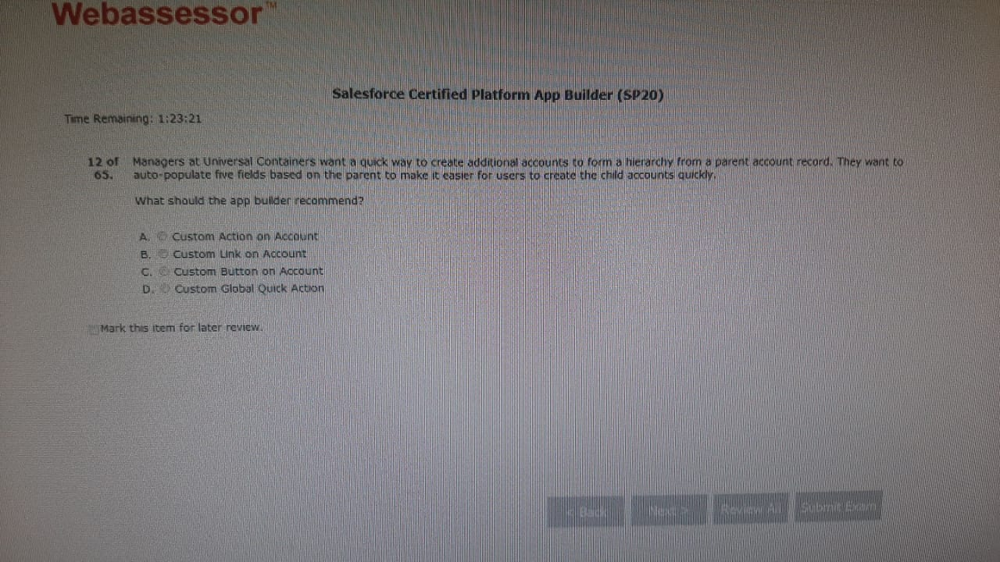 Webassessor™
Salesforce Certified Platform App Builder (SP20)
Time Remaining: 1:23:21
12 of Managers at Universal Containers want a quick way to create additional accounts to form a hierarchy from a parent account record. They want to
65. auto-populate five fields based on the parent to make it easier for users to create the child accounts quickly.
What should the app builder recommend?
A. Custom Action on Account
B. Custom Link on Account
C. Custom Button on Account
D. Custom Global Quick Action
Mark this item for later review.
< Back Next > Review All Submit Exam